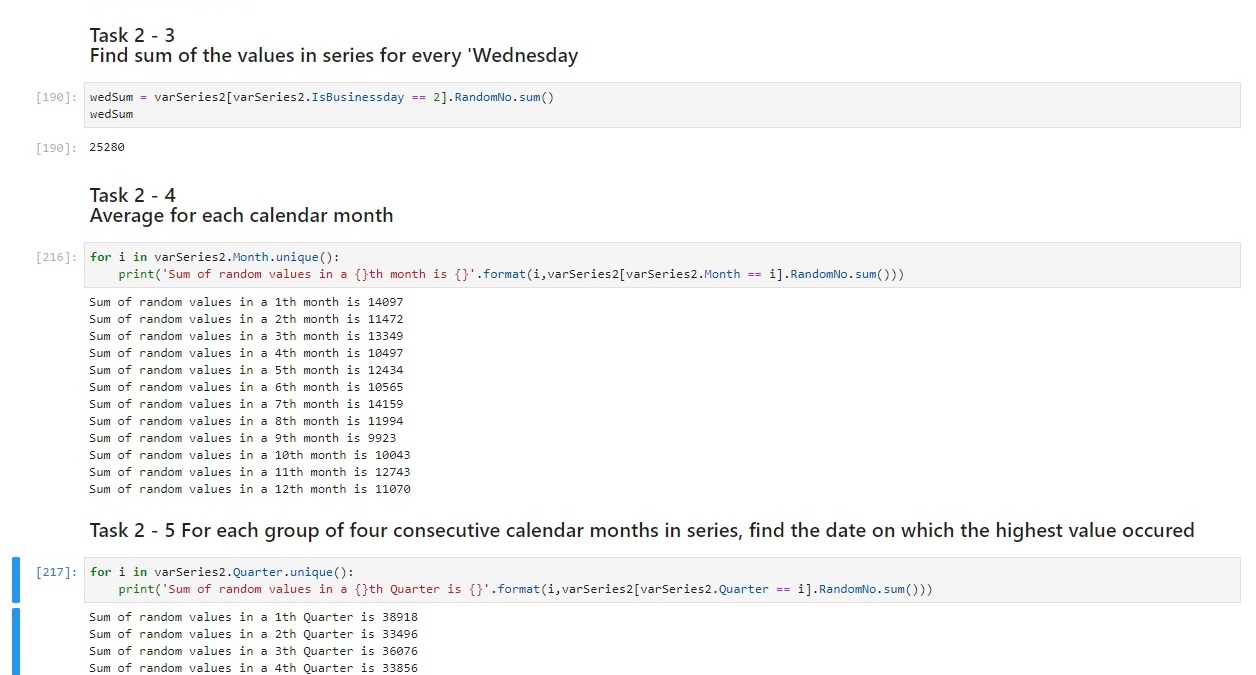 Task 2 - 3
Find sum of the values in series for every 'Wednesday
[190]: wedSum = varSeries2[varSeries2.IsBusinessday == 2].RandomNo.sum()
wedSum
[190]: 25280
Task 2 - 4
Average for each calendar month
[216]: for i in varSeries2.Month.unique():
print('Sum of random values in a {}th month is {}'.format(i,varSeries2[varSeries2.Month == i].RandomNo.sum()))
Sum of random values in a 1th month is 14097
Sum of random values in a 2th month is 11472
Sum of random values in a 3th month is 13349
Sum of random values in a 4th month is 10497
Sum of random values in a 5th month is 12434
Sum of random values in a 6th month is 10565
Sum of random values in a 7th month is 14159
Sum of random values in a 8th month is 11994
Sum of random values in a 9th month is 9923
Sum of random values in a 10th month is 10043
Sum of random values in a 11th month is 12743
Sum of random values in a 12th month is 11070
Task 2 - 5 For each group of four consecutive calendar months in series, find the date on which the highest value occured
[217]: for i in varSeries2.Quarter.unique():
print('Sum of random values in a {}th Quarter is {}'.format(i,varSeries2[varSeries2.Quarter == i].RandomNo.sum()))
Sum of random values in a 1th Quarter is 38918
Sum of random values in a 2th Quarter is 33496
Sum of random values in a 3th Quarter is 36076
Sum of random values in a 4th Quarter is 33856